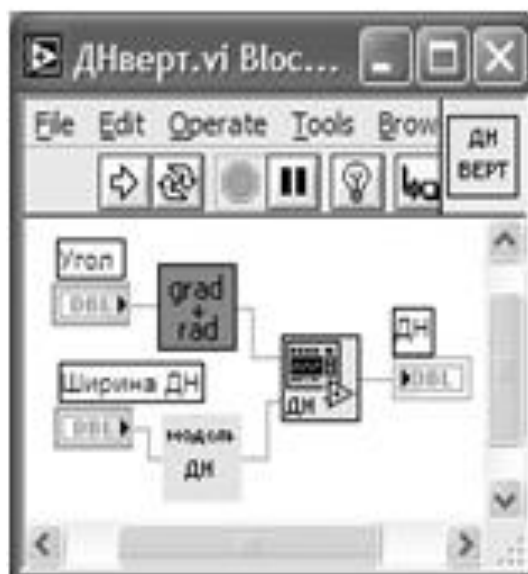 ДНверт.vi Bloc...
File Edit Operate Tools Brow
ДН
ВЕРТ
Угол
DBL
grad
rad
ДН
DBL
Ширина ДН
DBL
модель
ДН
ДН